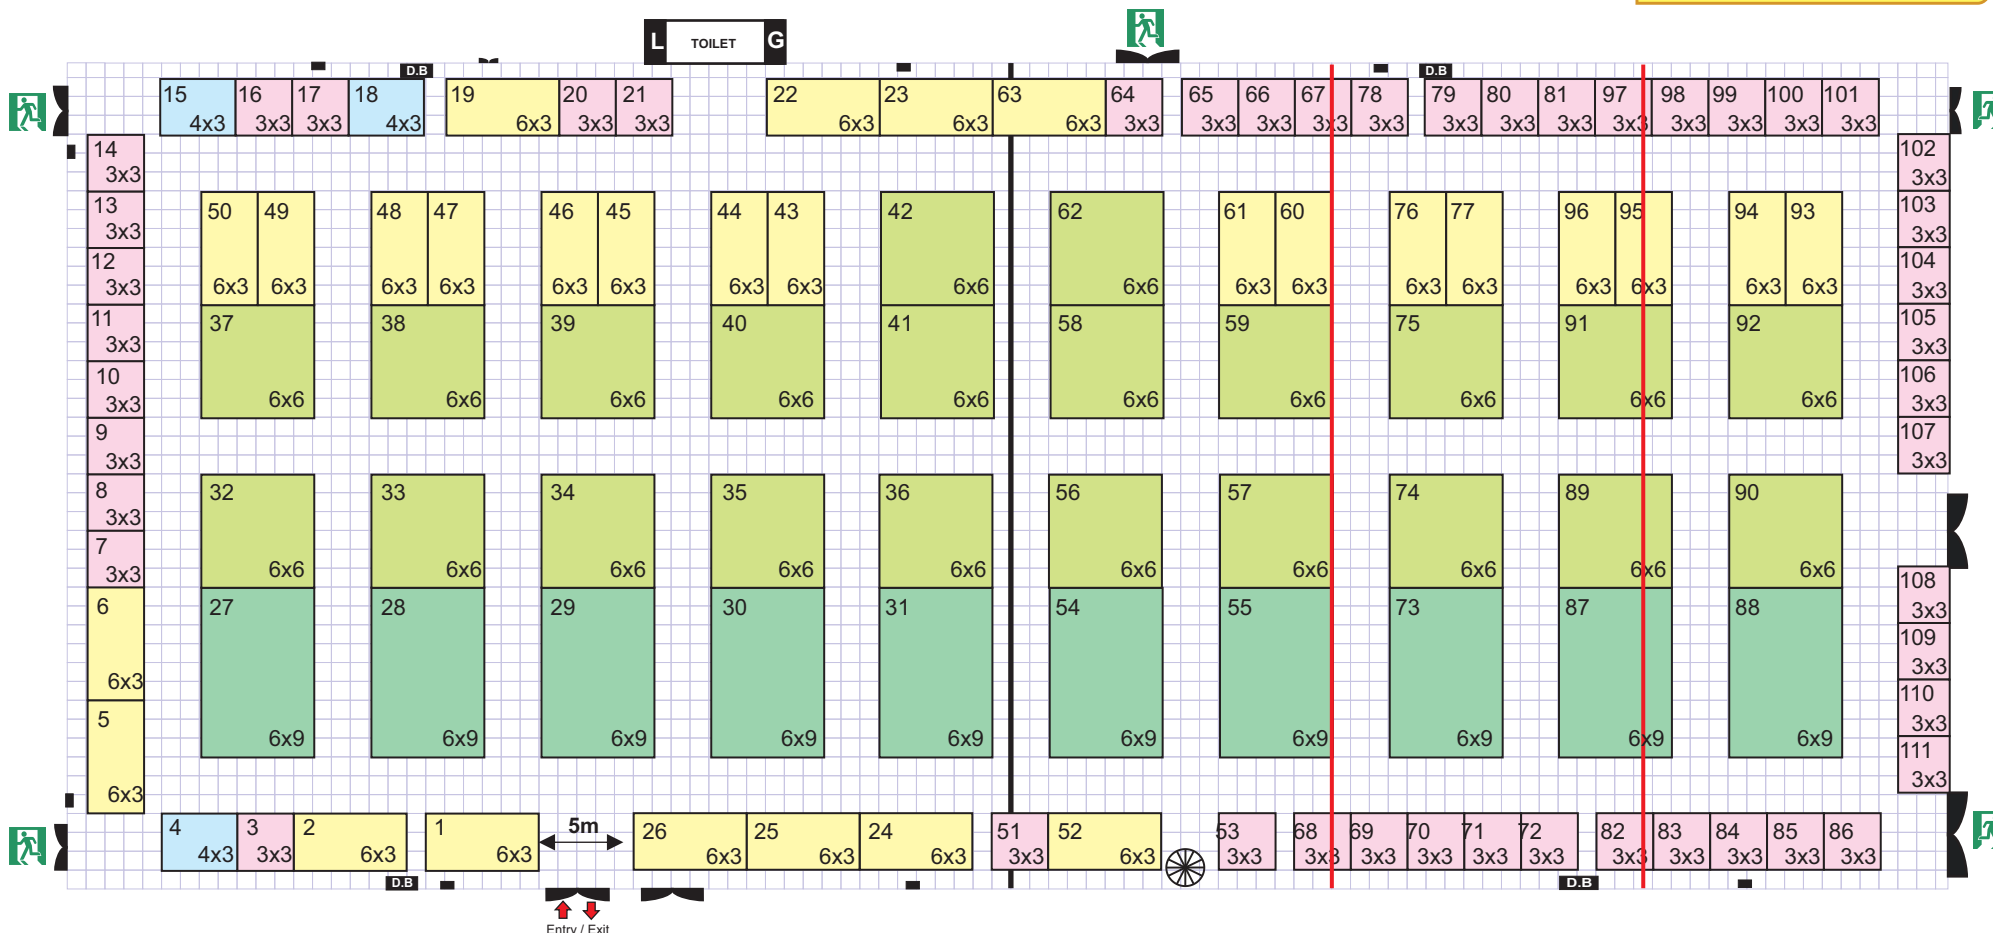 L TOILET G
D.B D.B
15 16 17 18 19 20 21 22 23 63 64 65 66 67 78 79 80 81 97 98 99 100 101
4x3 3x3 3x3 4x3 6x3 3x3 3x3 6x3 6x3 6x3 3x3 3x3 3x3 3x3 3x3 3x3 3x3 3x3 3x3 3x3 3x3 3x3 3x3
14 102
3x3 3x3
13 50 49 48 47 46 45 44 43 42 62 61 60 76 77 96 95 94 93 103
3x3 3x3
12 104
3x3 6x3 6x3 6x3 6x3 6x3 6x3 6x3 6x3 6x6 6x6 6x3 6x3 6x3 6x3 6x3 6x3 6x3 6x3 3x3
11 37 38 39 40 41 58 59 75 91 92 105
3x3 3x3
10 106
3x3 6x6 6x6 6x6 6x6 6x6 6x6 6x6 6x6 6x6 6x6 3x3
9 107
3x3 3x3
8 32 33 34 35 36 56 57 74 89 90
3x3
7
3x3 6x6 6x6 6x6 6x6 6x6 6x6 6x6 6x6 6x6 6x6
108
3x3
6 27 28 29 30 31 54 55 73 87 88
109
3x3
6x3 110
5 3x3
6x9 6x9 6x9 6x9 6x9 6x9 6x9 6x9 6x9 6x9
111
3x3
6x3
4 3 2 1 5m 26 25 24 51 52 53 68 69 70 71 72 82 83 84 85 86
4x3 3x3 6x3 6x3 6x3 6x3 6x3 3x3 6x3 3x3 3x3 3x3 3x3 3x3 3x3 3x3 3x3 3x3 3x3 3x3
D.B D.B
Entry / Exit